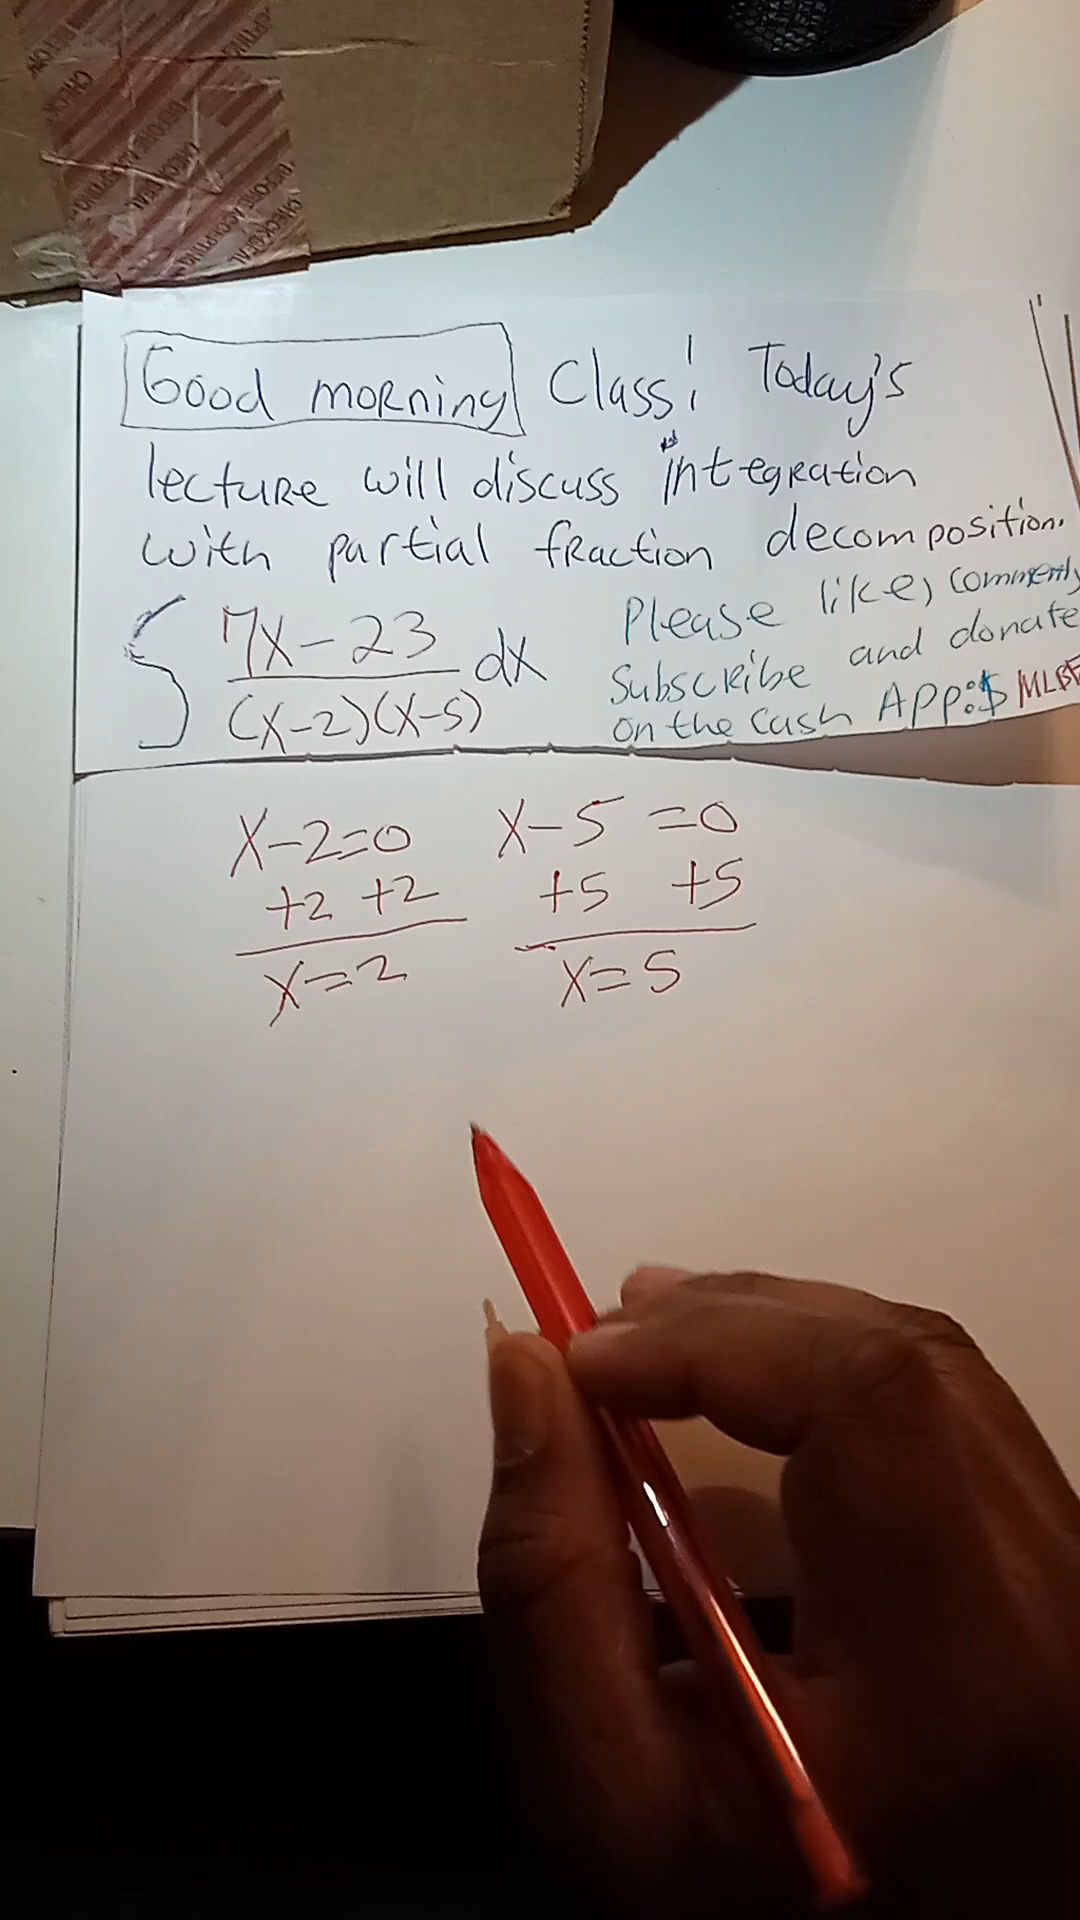 Good morning Class! Today's
lecture will discuss integration
with partial fraction decomposition.
∫ 7x-23 / (x-2)(x-5) dx
Please like, comment,
subscribe and donate
on the Cash APP:$
x-2=0 x-5=0
+2 +2 +5 +5
x=2 x=5